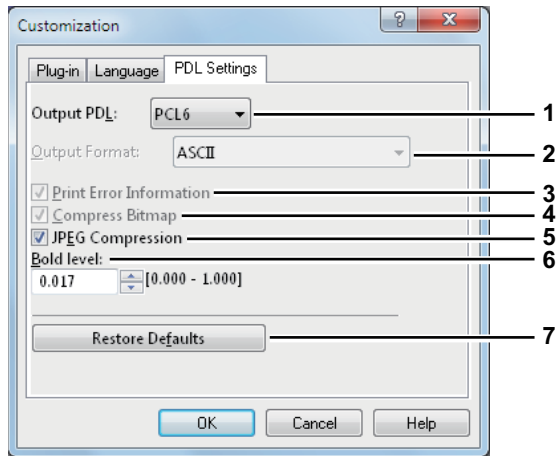 Customization
Plug-in Language PDL Settings
Output PDL: PCL6 1
Output Format: ASCII 2
Print Error Information 3
Compress Bitmap 4
JPEG Compression 5
Bold level: 6
0.017 [0.000 - 1.000]
Restore Defaults 7
OK Cancel Help